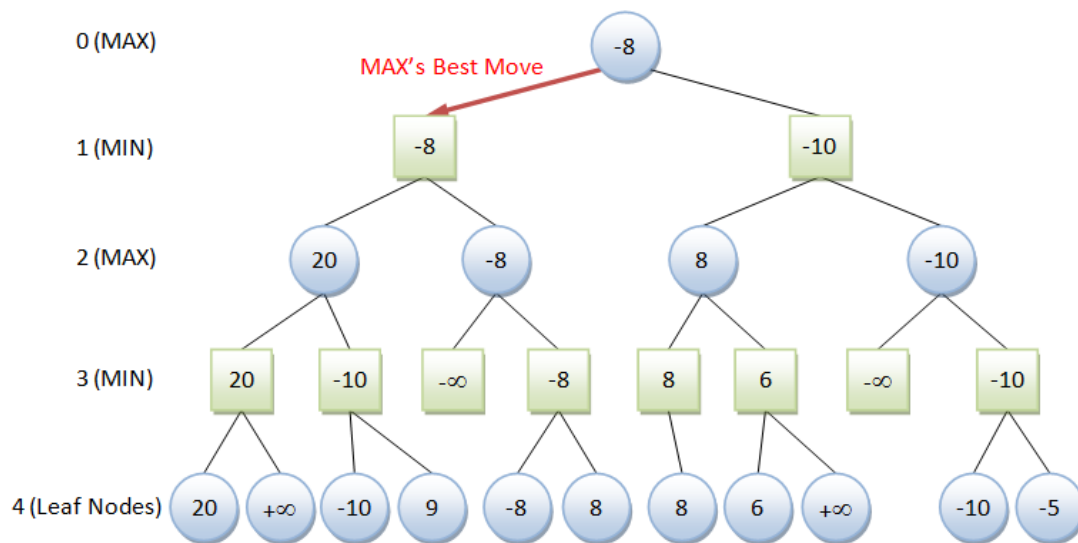 0 (MAX) -8
MAX's Best Move
1 (MIN) -8 -10
2 (MAX) 20 -8 8 -10
3 (MIN) 20 -10 -∞ -8 8 6 -∞ -10
4 (Leaf Nodes) 20 +∞ -10 9 -8 8 8 6 +∞ -10 -5